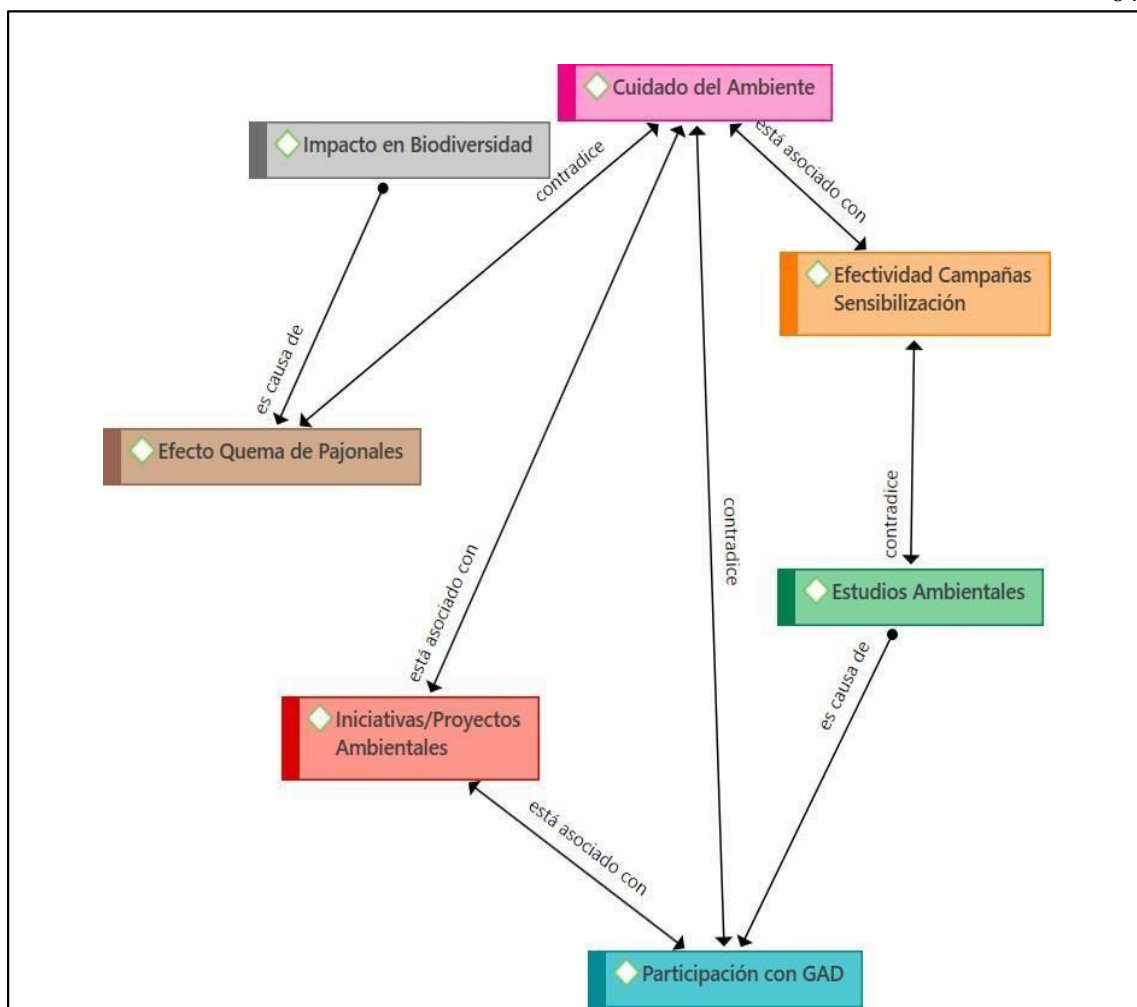 Cuidado del Ambiente
Impacto en Biodiversidad
contradice
está asociado con
Efectividad Campañas
Sensibilización
es causa de
Efecto Quema de Pajonales
contradice
contradice
está asociado con
Estudios Ambientales
es causa de
Iniciativas/Proyectos
Ambientales
está asociado con
Participación con GAD